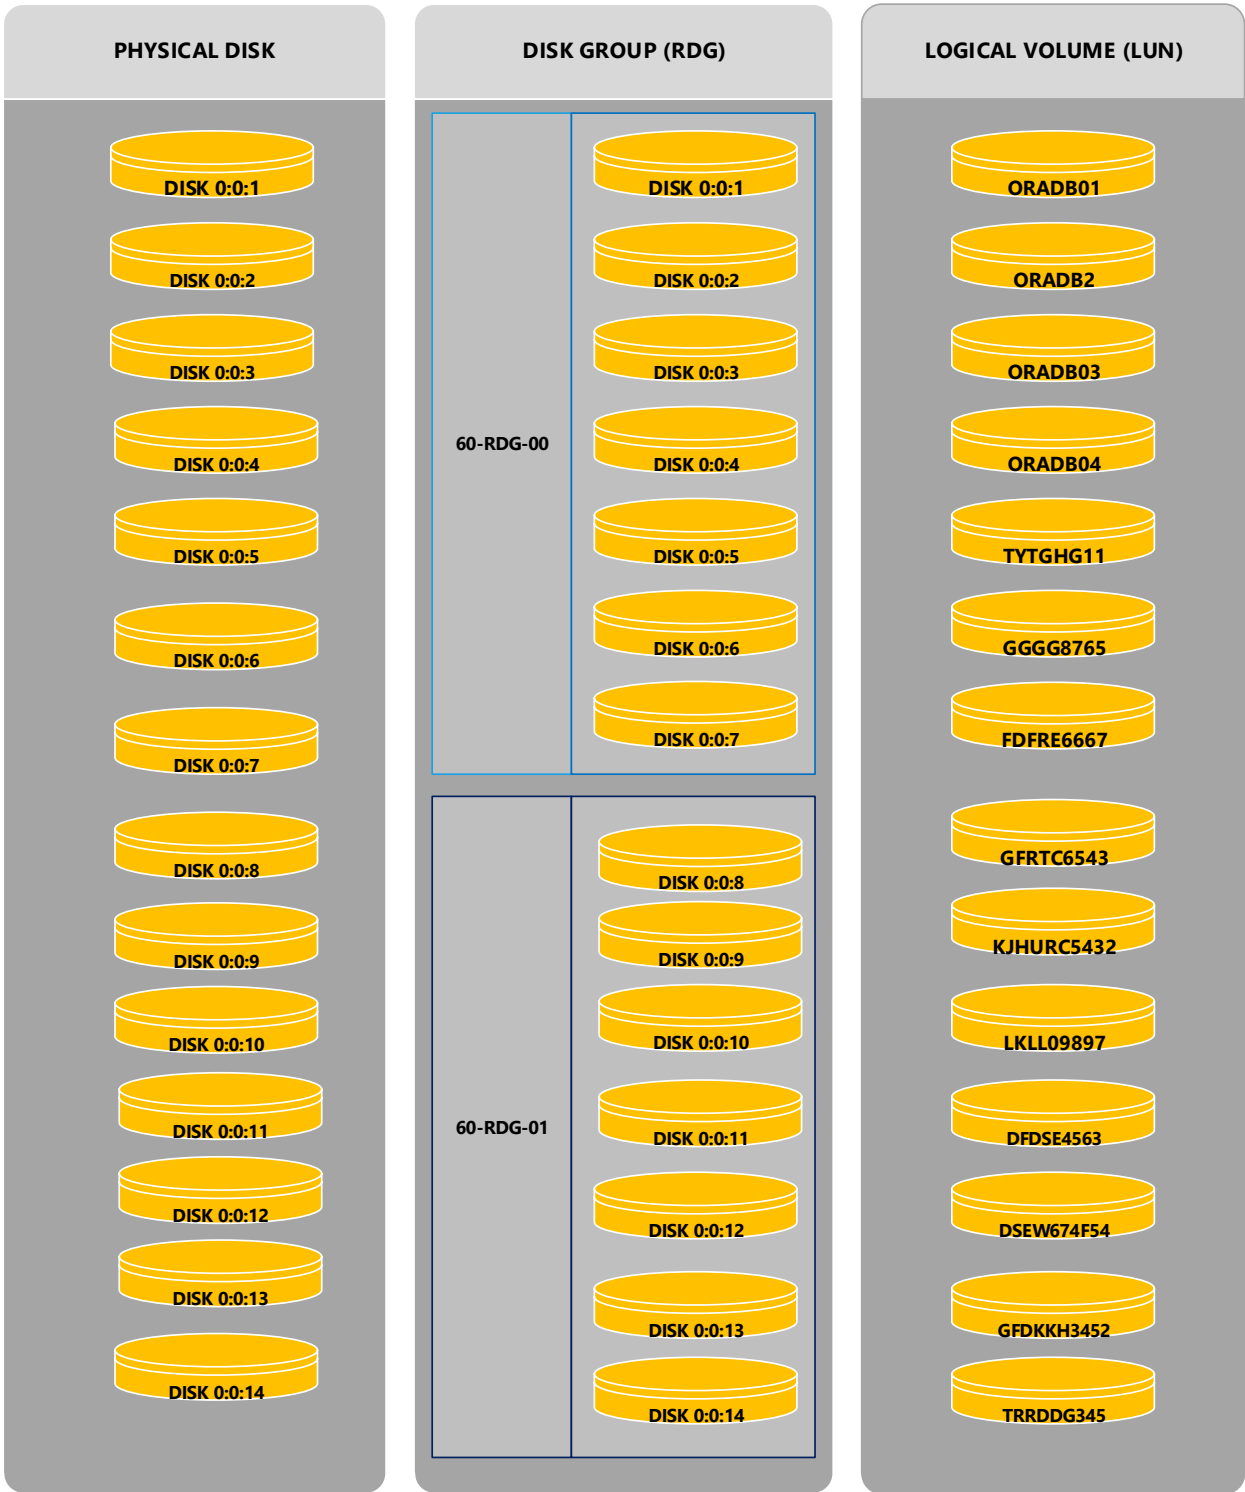 PHYSICAL DISK
DISK 0:0:1
DISK 0:0:2
DISK 0:0:3
DISK 0:0:4
DISK 0:0:5
DISK 0:0:6
DISK 0:0:7
DISK 0:0:8
DISK 0:0:9
DISK 0:0:10
DISK 0:0:11
DISK 0:0:12
DISK 0:0:13
DISK 0:0:14
DISK GROUP (RDG)
60-RDG-00
DISK 0:0:1
DISK 0:0:2
DISK 0:0:3
DISK 0:0:4
DISK 0:0:5
DISK 0:0:6
DISK 0:0:7
60-RDG-01
DISK 0:0:8
DISK 0:0:9
DISK 0:0:10
DISK 0:0:11
DISK 0:0:12
DISK 0:0:13
DISK 0:0:14
LOGICAL VOLUME (LUN)
ORADB01
ORADB2
ORADB03
ORADB04
TYTGHG11
GGGG8765
FDFRE6667
GFRTC6543
KJHURC5432
LKLL09897
DFDSE4563
DSEW674F54
GFDKKH3452
TRRDDG345